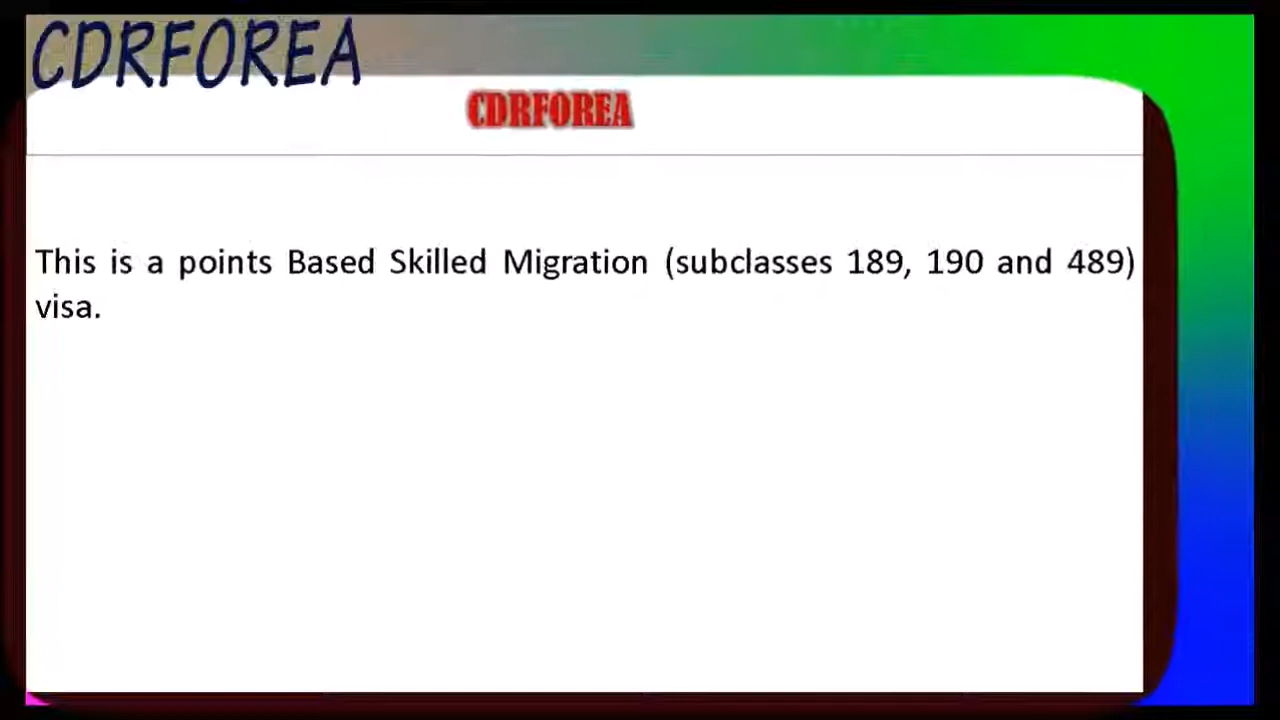 CDRFOREA
CDRFOREA
This is a points Based Skilled Migration (subclasses 189, 190 and 489)
visa.